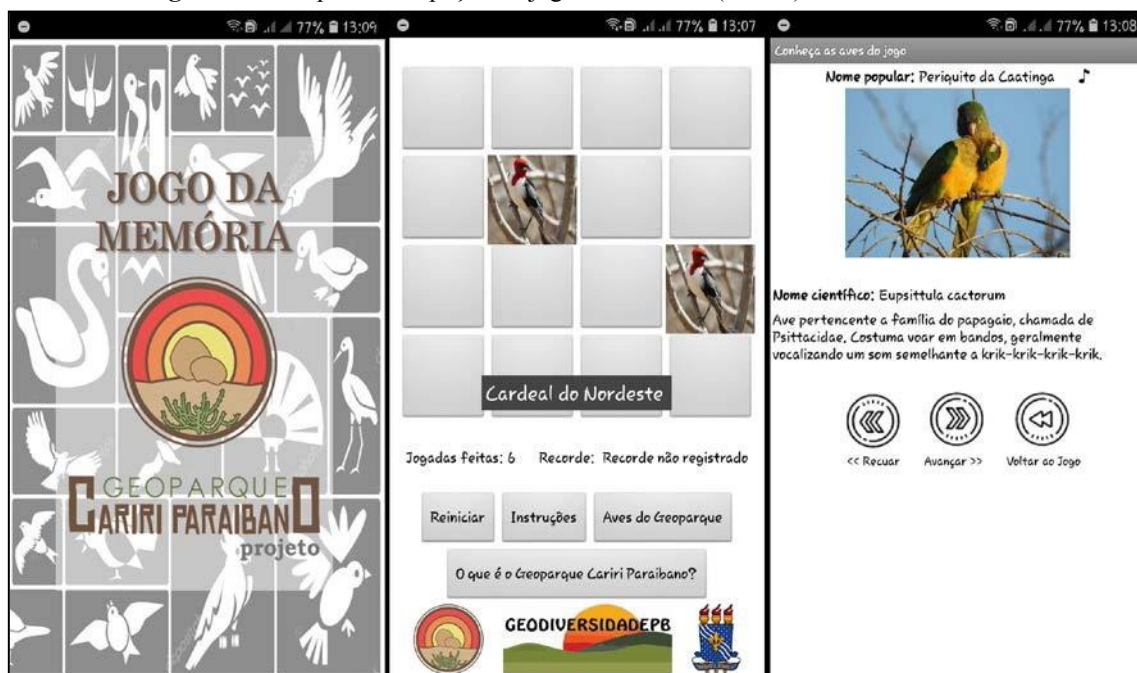 77% 13:09
JOGO DA
MEMÓRIA
GEOPARQUE
CARIRI PARAIBANO
projeto
77% 13:07
Cardeal do Nordeste
Jogadas feitas: 6 Recorde: Recorde não registrado
Reiniciar Instruções Aves do Geoparque
O que é o Geoparque Cariri Paraibano?
GEODIVERSIDADEPB
77% 13:08
Conheça as aves do jogo
Nome popular: Periquito da Caatinga
Nome científico: Eupsittula cactorum
Ave pertencente a família do papagaio, chamada de
Psittacidae. Costuma voar em bandos, geralmente
vocalizando um som semelhante a krik-krik-krik-krik.
<< Recuar Avançar >> Voltar ao Jogo